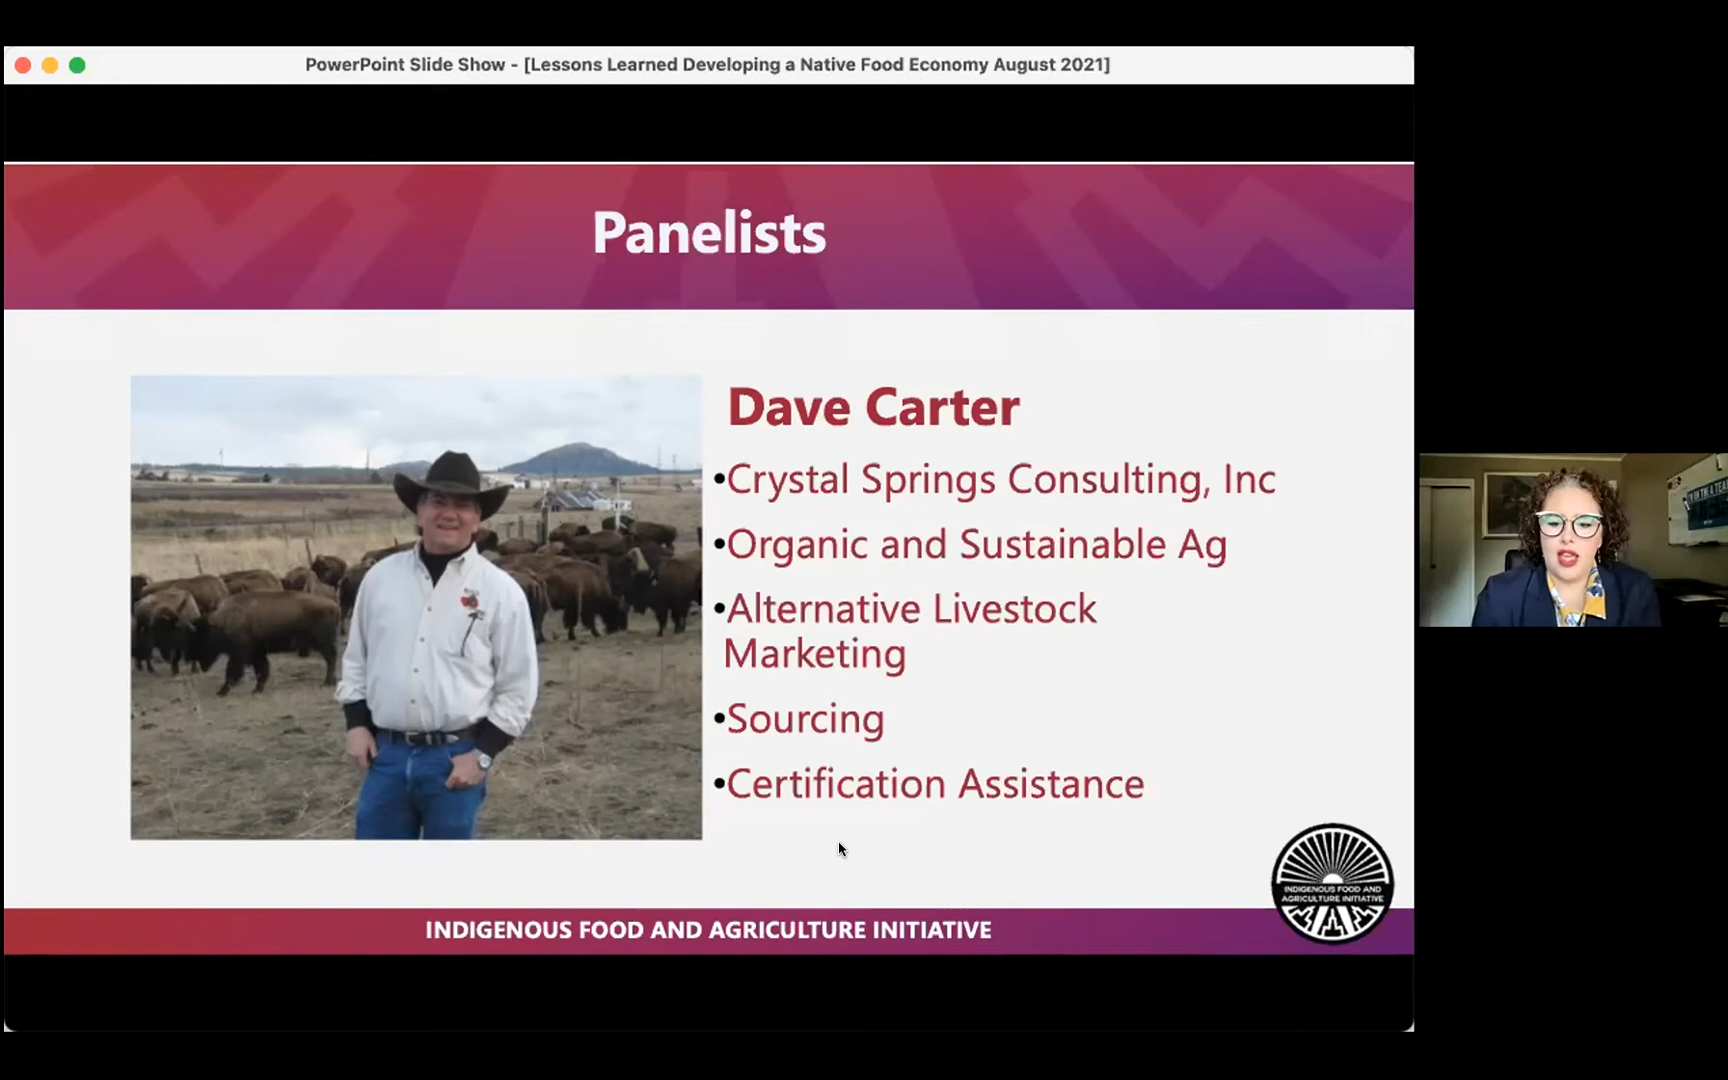 PowerPoint Slide Show - [Lessons Learned Developing a Native Food Economy August 2021]
Panelists
Dave Carter
•Crystal Springs Consulting, Inc
•Organic and Sustainable Ag
•Alternative Livestock
Marketing
•Sourcing
•Certification Assistance
INDIGENOUS FOOD AND
AGRICULTURE INITIATIVE
INDIGENOUS FOOD AND AGRICULTURE INITIATIVE